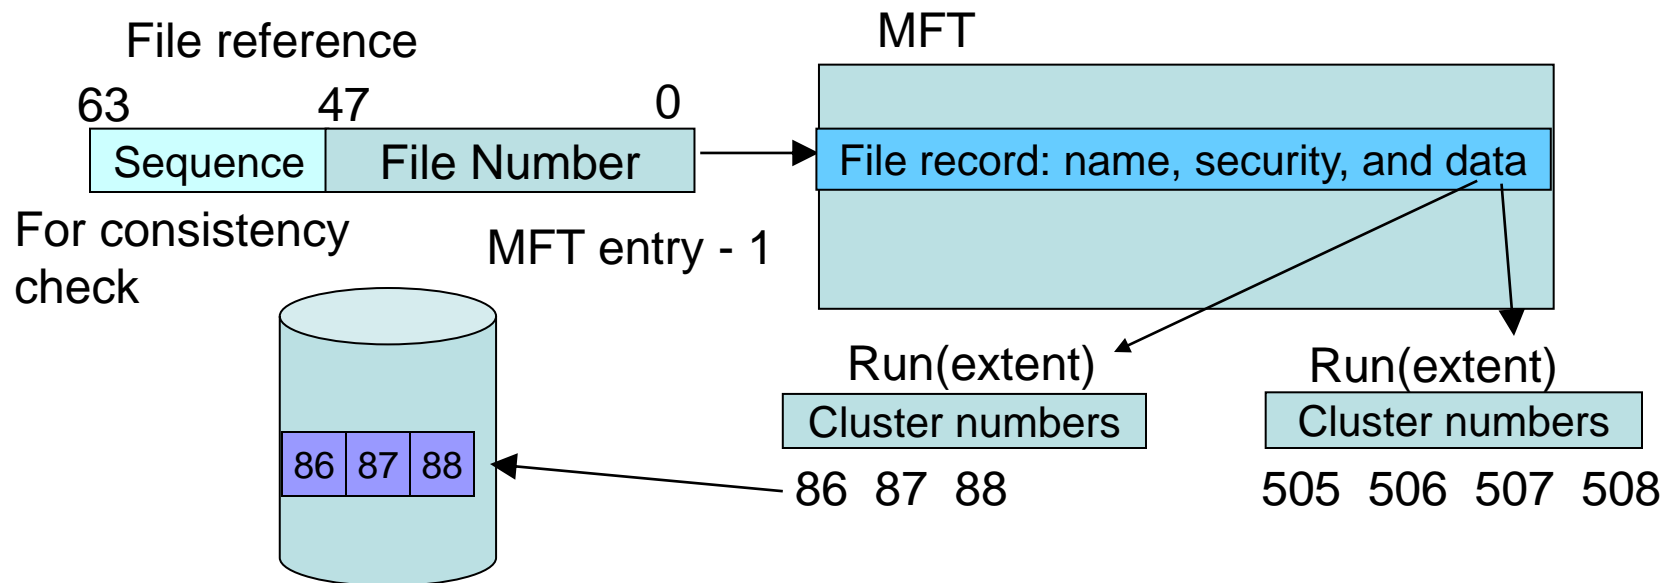 File reference
63 47 0
Sequence File Number
For consistency
check
MFT entry - 1
MFT
File record: name, security, and data
Run(extent)
Cluster numbers
86 87 88
Run(extent)
Cluster numbers
505 506 507 508
86 87 88